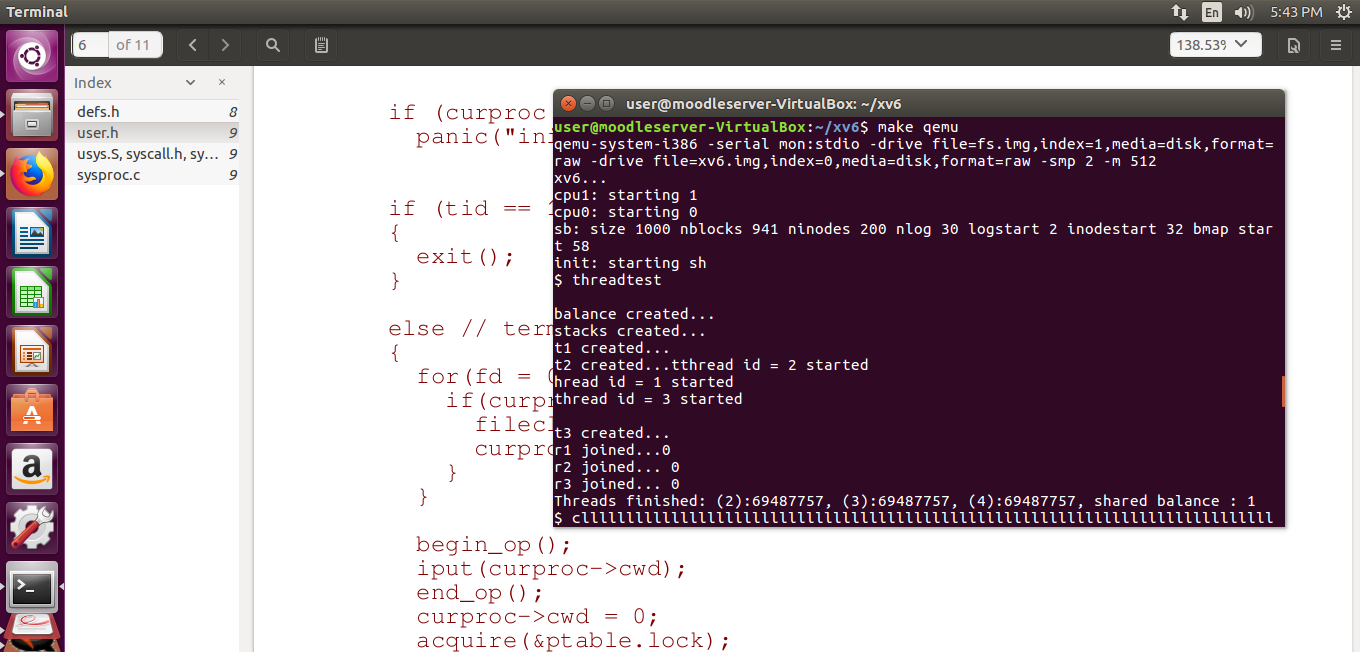 Terminal
En
5:43 PM
6 of 11
138.53%
Index
defs.h 8
user.h 9
usys.S, syscall.h, sy... 9
sysproc.c 9
if (curproc
panic("ini
if (tid ==
{
exit();
}
else // term
{
for(fd =
if(curpr
filecl
curpro
}
}
begin_op();
iput(curproc->cwd);
end_op();
curproc->cwd = 0;
acquire(&ptable.lock);
user@moodleserver-VirtualBox: ~/xv6
user@moodleserver-VirtualBox:~/xv6$ make qemu
qemu-system-i386 -serial mon:stdio -drive file=fs.img,index=1,media=disk,format=
raw -drive file=xv6.img,index=0,media=disk,format=raw -smp 2 -m 512
xv6...
cpu1: starting 1
cpu0: starting 0
sb: size 1000 nblocks 941 ninodes 200 nlog 30 logstart 2 inodestart 32 bmap star
t 58
init: starting sh
$ threadtest
balance created...
stacks created...
t1 created...
t2 created...tthread id = 2 started
hread id = 1 started
thread id = 3 started
t3 created...
r1 joined...0
r2 joined... 0
r3 joined... 0
Threads finished: (2):69487757, (3):69487757, (4):69487757, shared balance : 1
$ clllllllllllllllllllllllllllllllllllllllllllllllllllllllllllllllllllllllllllll